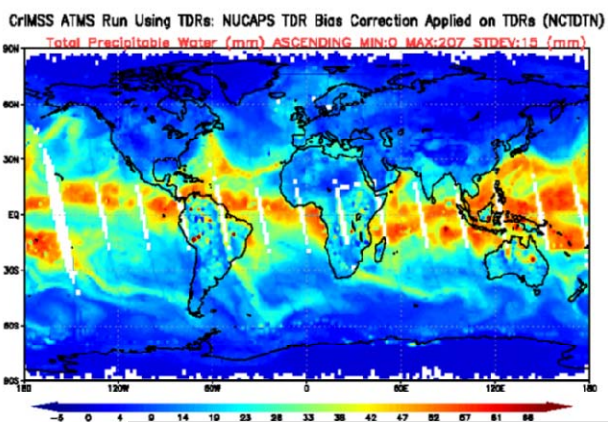 CrIMSS ATMS Run Using TDRs: NUCAPS TDR Bias Correction Applied on TDRs (NCTDTN)
Total Precipitable Water (mm) ASCENDING MIN:0 MAX:207 STDEV:15 (mm)
90N
60N
30N
EQ
30S
60S
90S
180 120W 60W 0 60E 120E 180
-5 0 4 9 14 19 23 28 33 38 42 47 52 57 61 66